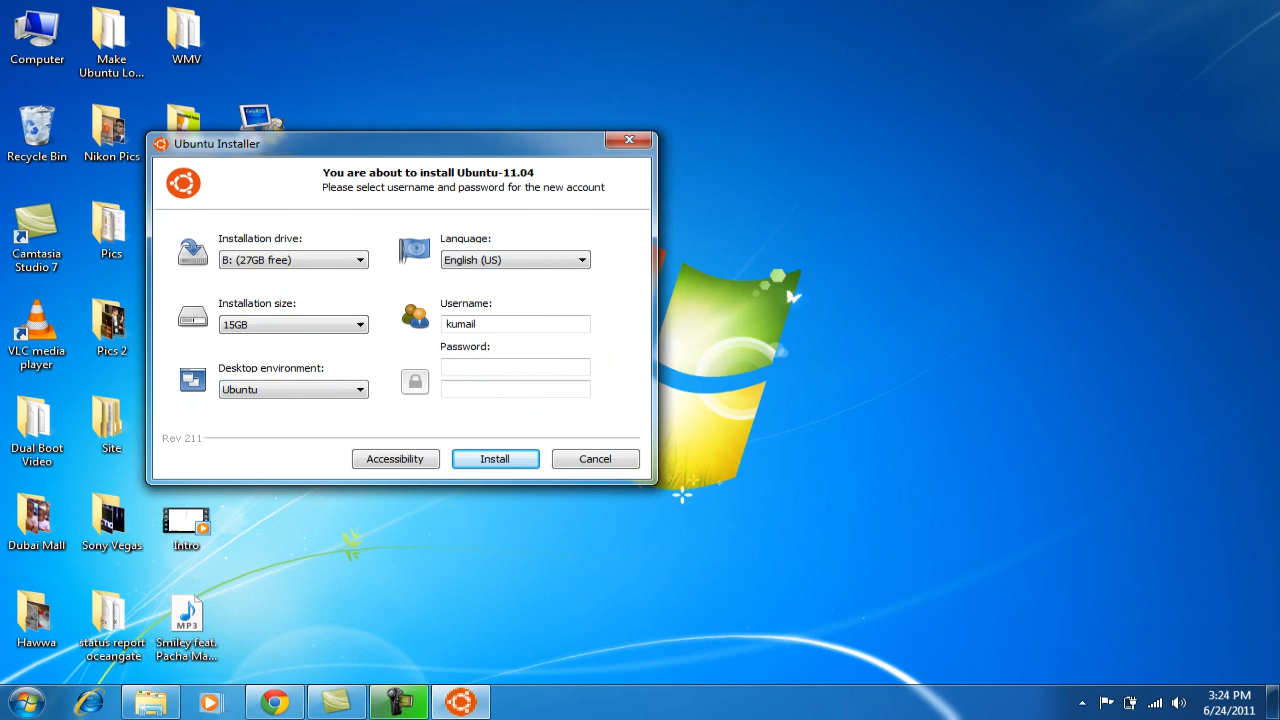 Computer
Make
Ubuntu Lo...
WMV
EasyBCD
Recycle Bin
Nikon Pics
Camtasia
Studio 7
Pics
VLC media
player
Pics 2
Dual Boot
Video
Site
Dubai Mall
Sony Vegas
Intro
Hawwa
status report
oceangate
MP3
Smiley feat.
Pacha Ma...
Ubuntu Installer
You are about to install Ubuntu-11.04
Please select username and password for the new account
Installation drive:
B: (27GB free)
Language:
English (US)
Installation size:
15GB
Username:
kumail
Password:
Desktop environment:
Ubuntu
Rev 211
Accessibility
Install
Cancel
3:24 PM
6/24/2011